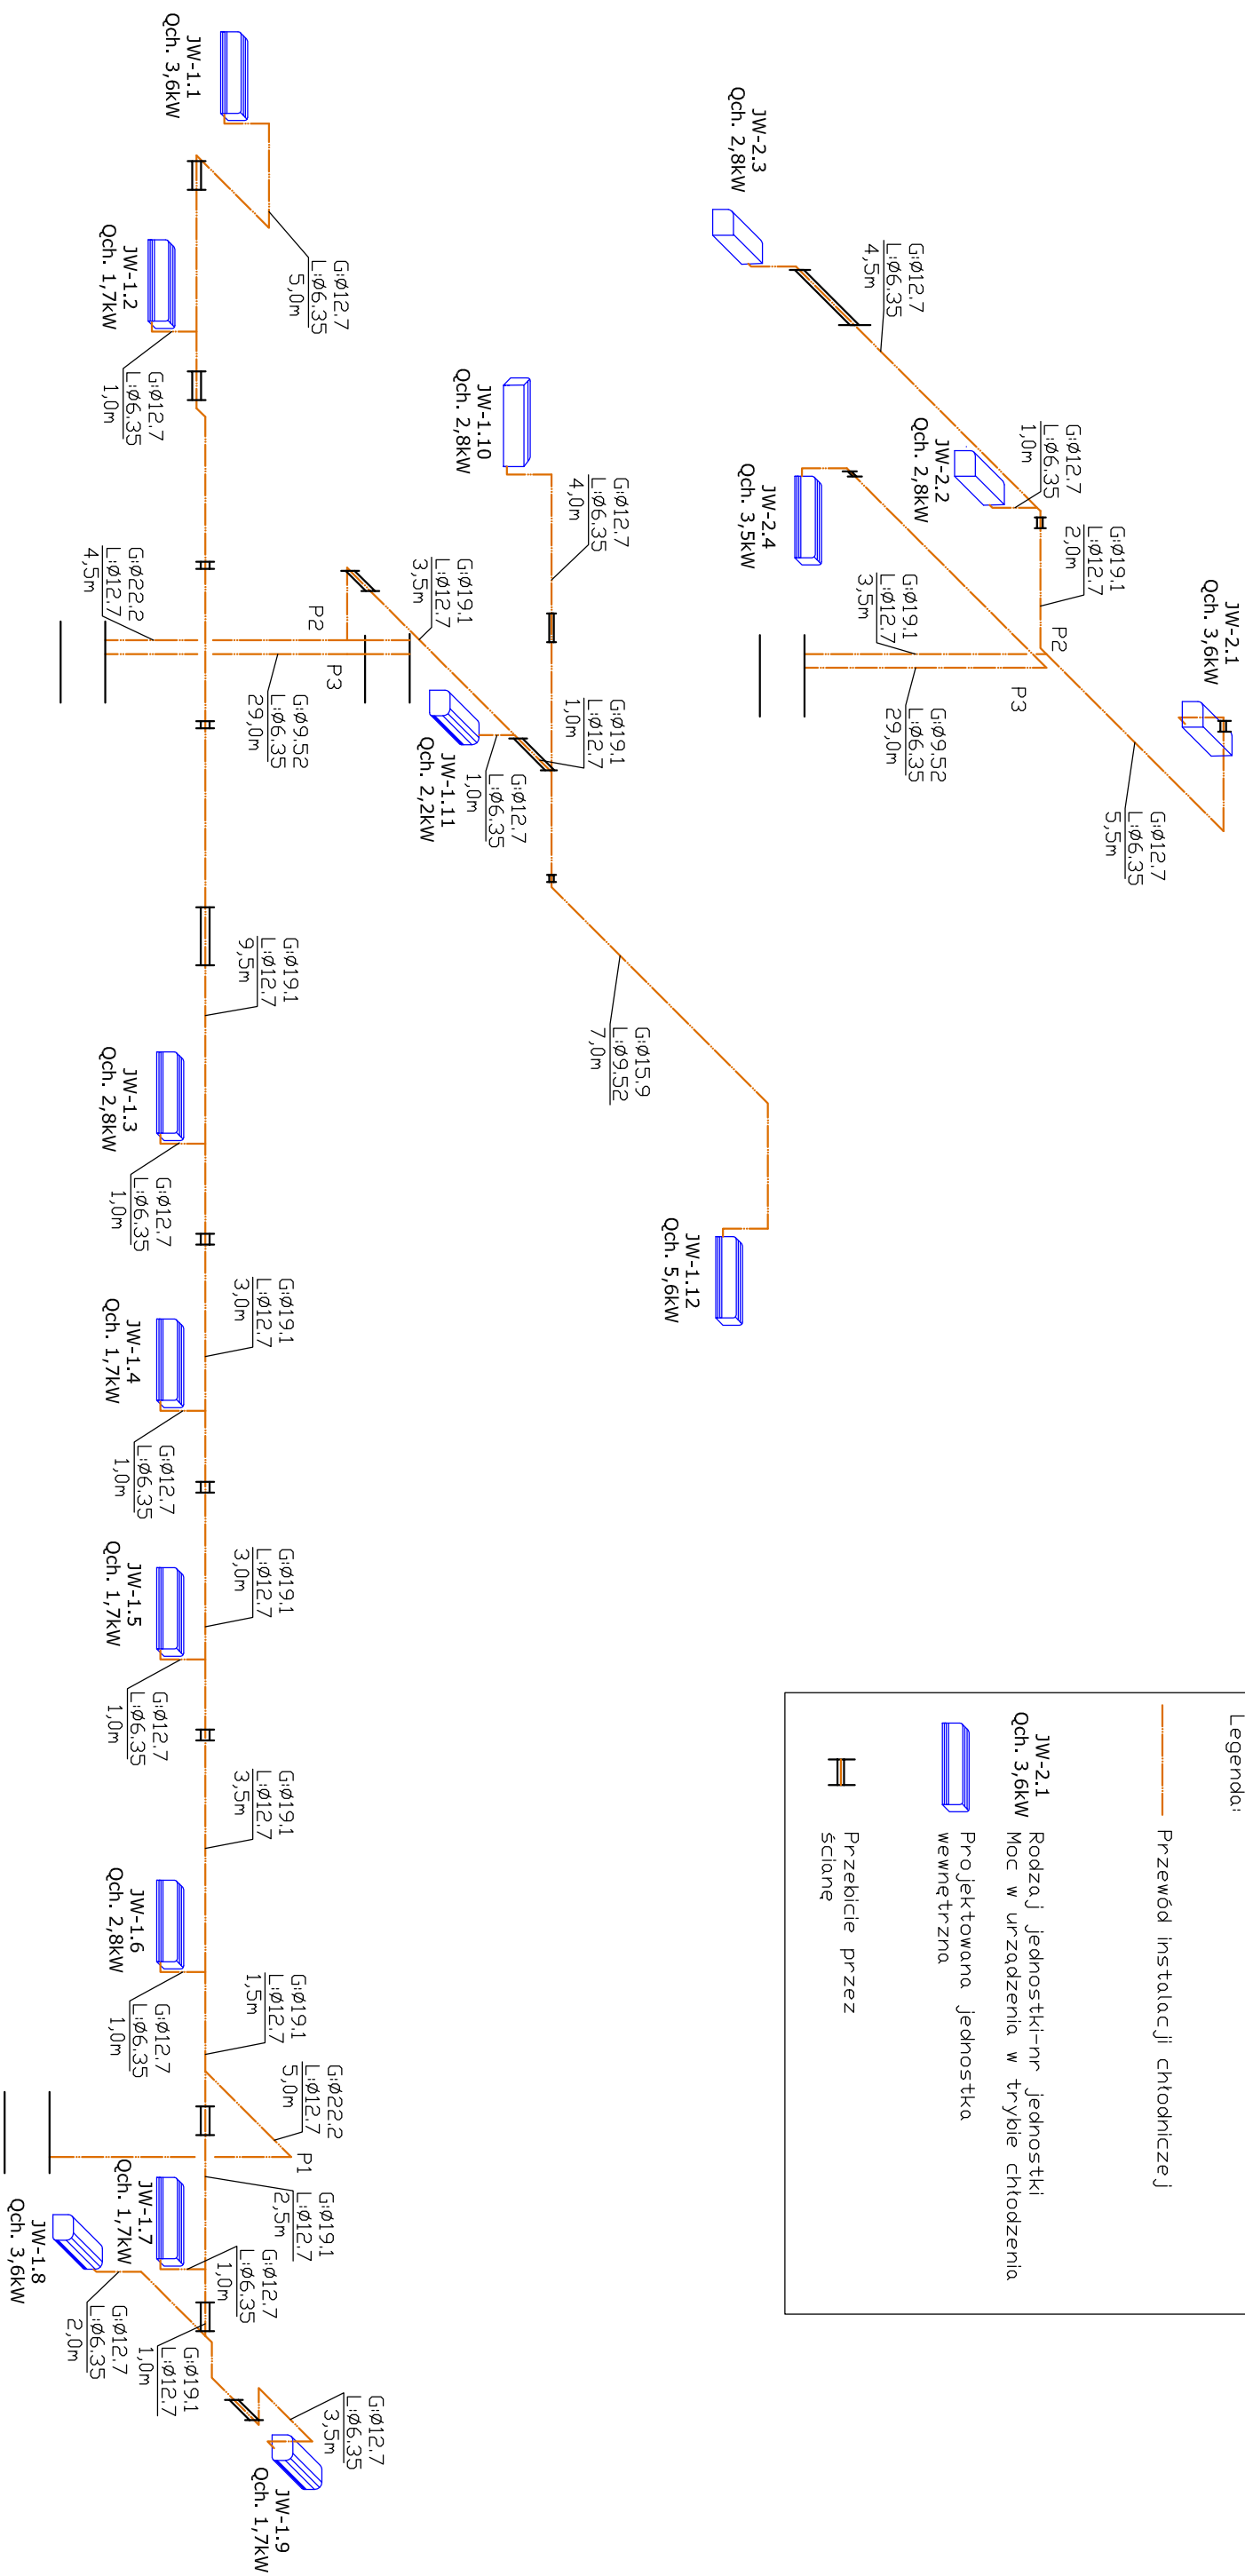 JW-2.1
Qch. 3,6kW
G:Ø12.7
L:Ø6.35
5,5m
JW-2.3
Qch. 2,8kW
G:Ø12.7
L:Ø6.35
4,5m
G:Ø12.7
L:Ø6.35
1,0m
JW-2.2
Qch. 2,8kW
G:Ø19.1
L:Ø12.7
2,0m
P2
P3
JW-2.4
Qch. 3,5kW
G:Ø19.1
L:Ø12.7
3,5m
G:Ø9.52
L:Ø6.35
29,0m
JW-1.10
Qch. 2,8kW
G:Ø12.7
L:Ø6.35
4,0m
G:Ø19.1
L:Ø12.7
1,0m
G:Ø15.9
L:Ø9.52
7,0m
JW-1.12
Qch. 5,6kW
G:Ø19.1
L:Ø12.7
3,5m
JW-1.11
Qch. 2,2kW
G:Ø12.7
L:Ø6.35
1,0m
P2
P3
G:Ø22.2
L:Ø12.7
4,5m
G:Ø9.52
L:Ø6.35
29,0m
JW-1.1
Qch. 3,6kW
G:Ø12.7
L:Ø6.35
5,0m
JW-1.2
Qch. 1,7kW
G:Ø12.7
L:Ø6.35
1,0m
G:Ø19.1
L:Ø12.7
9,5m
JW-1.3
Qch. 2,8kW
G:Ø12.7
L:Ø6.35
1,0m
G:Ø19.1
L:Ø12.7
3,0m
JW-1.4
Qch. 1,7kW
G:Ø12.7
L:Ø6.35
1,0m
G:Ø19.1
L:Ø12.7
3,0m
JW-1.5
Qch. 1,7kW
G:Ø12.7
L:Ø6.35
1,0m
G:Ø19.1
L:Ø12.7
3,5m
JW-1.6
Qch. 2,8kW
G:Ø12.7
L:Ø6.35
1,0m
G:Ø19.1
L:Ø12.7
1,5m
G:Ø22.2
L:Ø12.7
5,0m
P1
G:Ø19.1
L:Ø12.7
2,5m
JW-1.7
Qch. 1,7kW
G:Ø12.7
L:Ø6.35
1,0m
JW-1.8
Qch. 3,6kW
G:Ø12.7
L:Ø6.35
2,0m
G:Ø19.1
L:Ø12.7
1,0m
G:Ø12.7
L:Ø6.35
3,5m
JW-1.9
Qch. 1,7kW
Legenda:
Przewód instalacji chłodniczej
JW-2.1
Qch. 3,6kW
Rodzaj jednostki-nr jednostki
Moc w urządzenia w trybie chłodzenia
Projektowana jednostka
wewnętrzna
Przebicie przez
ścianę